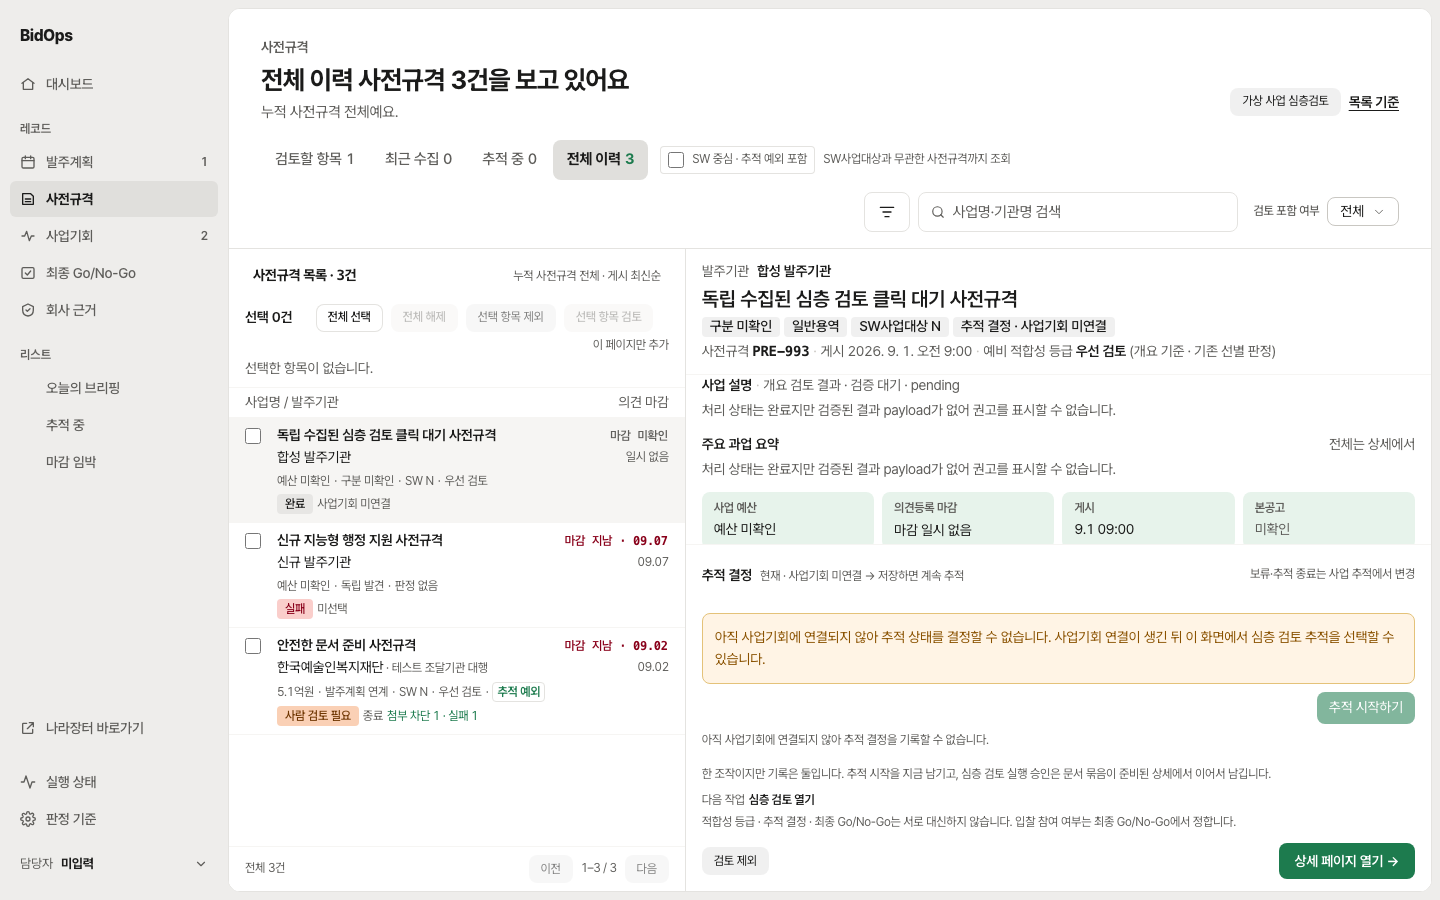 BidOps
대시보드
레코드
발주계획 1
사전규격
사업기회 2
최종 Go/No-Go
회사 근거
리스트
오늘의 브리핑
추적 중
마감 임박
나라장터 바로가기
실행 상태
판정 기준
담당자 미입력
사전규격
전체 이력 사전규격 3건을 보고 있어요
누적 사전규격 전체예요.
가상 사업 심층검토 목록 기준
검토할 항목 1 최근 수집 0 추적 중 0 전체 이력 3 SW 중심 · 추적 예외 포함 SW사업대상과 무관한 사전규격까지 조회
사업명·기관명 검색 검토 포함 여부 전체
사전규격 목록 · 3건 누적 사전규격 전체 · 게시 최신순
선택 0건 전체 선택 전체 해제 선택 항목 제외 선택 항목 검토
이 페이지만 추가
선택한 항목이 없습니다.
사업명 / 발주기관 의견 마감
독립 수집된 심층 검토 클릭 대기 사전규격 마감 미확인
합성 발주기관 일시 없음
예산 미확인 · 구분 미확인 · SW N · 우선 검토
완료 사업기회 미연결
신규 지능형 행정 지원 사전규격 마감 지남 · 09.07
신규 발주기관 09.07
예산 미확인 · 독립 발견 · 판정 없음
실패 미선택
안전한 문서 준비 사전규격 마감 지남 · 09.02
한국예술인복지재단 · 테스트 조달기관 대행 09.02
5.1억원 · 발주계획 연계 · SW N · 우선 검토 · 추적 예외
사람 검토 필요 종료 첨부 차단 1 · 실패 1
전체 3건 이전 1–3 / 3 다음
발주기관 합성 발주기관
독립 수집된 심층 검토 클릭 대기 사전규격
구분 미확인 일반용역 SW사업대상 N 추적 결정 · 사업기회 미연결
사전규격 PRE-993 · 게시 2026. 9. 1. 오전 9:00 · 예비 적합성 등급 우선 검토 (개요 기준 · 기존 선별 판정)
사업 설명 · 개요 검토 결과 · 검증 대기 · pending
처리 상태는 완료지만 검증된 결과 payload가 없어 권고를 표시할 수 없습니다.
주요 과업 요약 전체는 상세에서
처리 상태는 완료지만 검증된 결과 payload가 없어 권고를 표시할 수 없습니다.
사업 예산 의견등록 마감 게시 본공고
예산 미확인 마감 일시 없음 9.1 09:00 미확인
추적 결정 현재 · 사업기회 미연결 → 저장하면 계속 추적 보류·추적 종료는 사업 추적에서 변경
아직 사업기회에 연결되지 않아 추적 상태를 결정할 수 없습니다. 사업기회 연결이 생긴 뒤 이 화면에서 심층 검토 추적을 선택할 수
있습니다.
추적 시작하기
아직 사업기회에 연결되지 않아 추적 결정을 기록할 수 없습니다.
한 조작이지만 기록은 둘입니다. 추적 시작을 지금 남기고, 심층 검토 실행 승인은 문서 묶음이 준비된 상세에서 이어서 남깁니다.
다음 작업 심층 검토 열기
적합성 등급 · 추적 결정 · 최종 Go/No-Go는 서로 대신하지 않습니다. 입찰 참여 여부는 최종 Go/No-Go에서 정합니다.
검토 제외 상세 페이지 열기 →